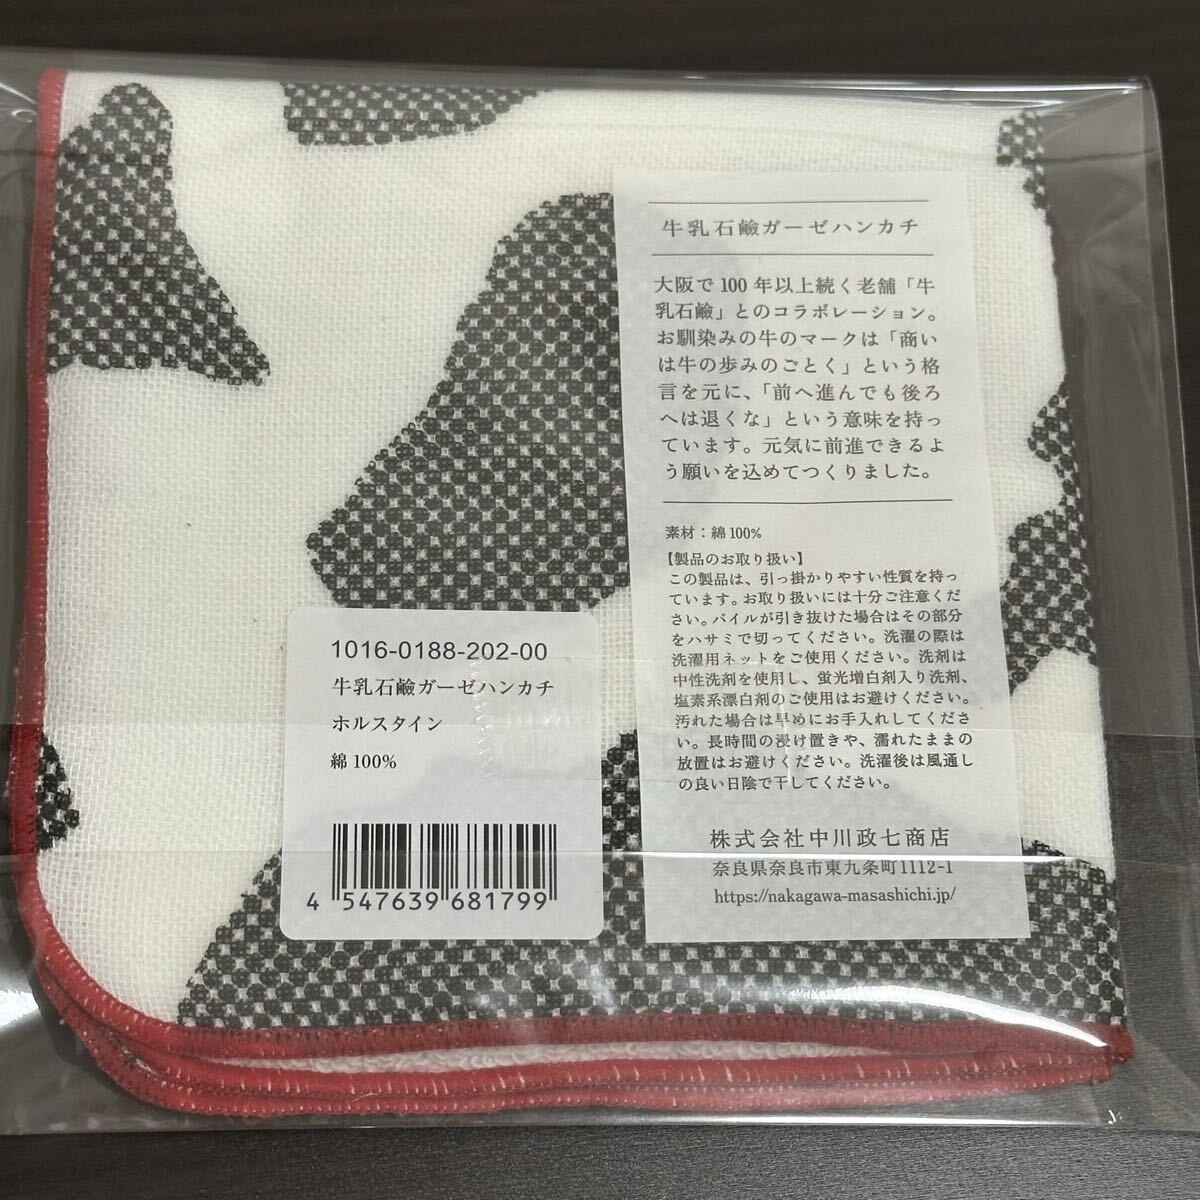 牛乳石鹸ガーゼハンカチ
大阪で100年以上続く老舗「牛
乳石鹸」とのコラボレーション。
お馴染みの牛のマークは「商い
は牛の歩みのごとく」という格
言を元に、「前へ進んでも後ろ
へは退くな」という意味を持っ
ています。元気に前進できるよ
う願いを込めてつくりました。
素材：綿100%
【製品のお取り扱い】
この製品は、引っ掛かりやすい性質を持っ
ています。お取り扱いには十分ご注意くだ
さい。パイルが引き抜けた場合はその部分
をハサミで切ってください。洗濯の際は
洗濯用ネットをご使用ください。洗剤は
中性洗剤を使用し、蛍光増白剤入り洗剤、
塩素系漂白剤のご使用はお避けください。
汚れた場合は早めにお手入れしてくださ
い。長時間の浸け置きや、濡れたままの
放置はお避けください。洗濯後は風通し
の良い日陰で干してください。
株式会社中川政七商店
奈良県奈良市東九条町1112-1
https://nakagawa-masashichi.jp/
1016-0188-202-00
牛乳石鹸ガーゼハンカチ
ホルスタイン
綿100%
4 547639 681799